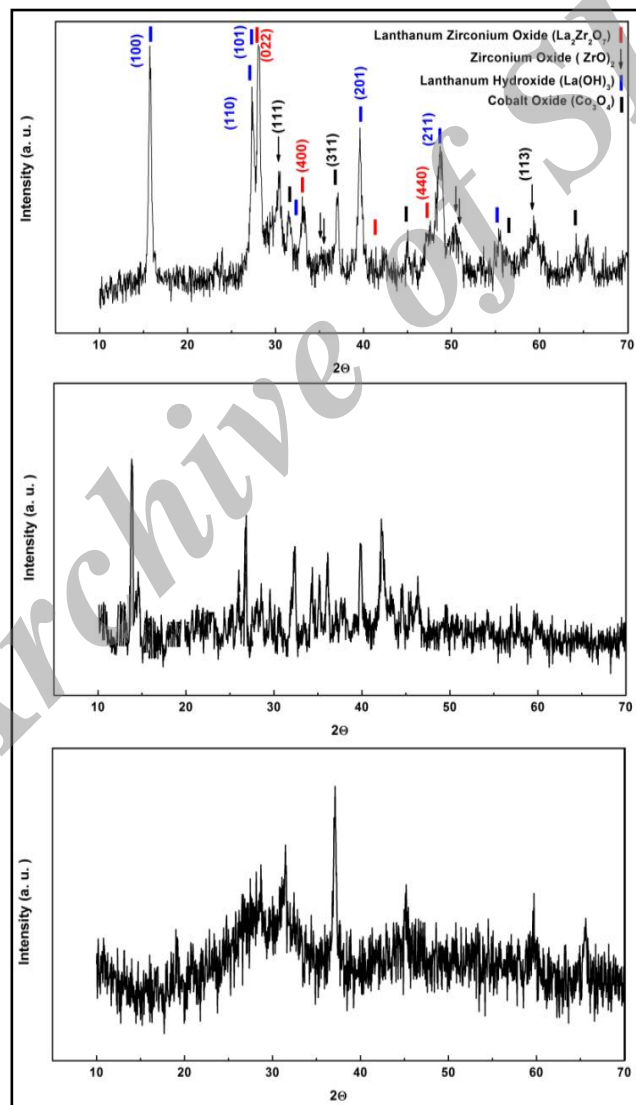 Lanthanum Zirconium Oxide (La₂Zr₂O₇)
Zirconium Oxide ( ZrO)₂
Lanthanum Hydroxide (La(OH)₃)
Cobalt Oxide (Co₃O₄)
(100)
(110)
(101)
(022)
(111)
(400)
(311)
(201)
(440)
(211)
(113)
Intensity (a. u. )
10 20 30 40 50 60 70
2Θ
Intensity (a. u. )
10 20 30 40 50 60 70
2Θ
Intensity (a. u. )
10 20 30 40 50 60 70
2Θ
Archive of S